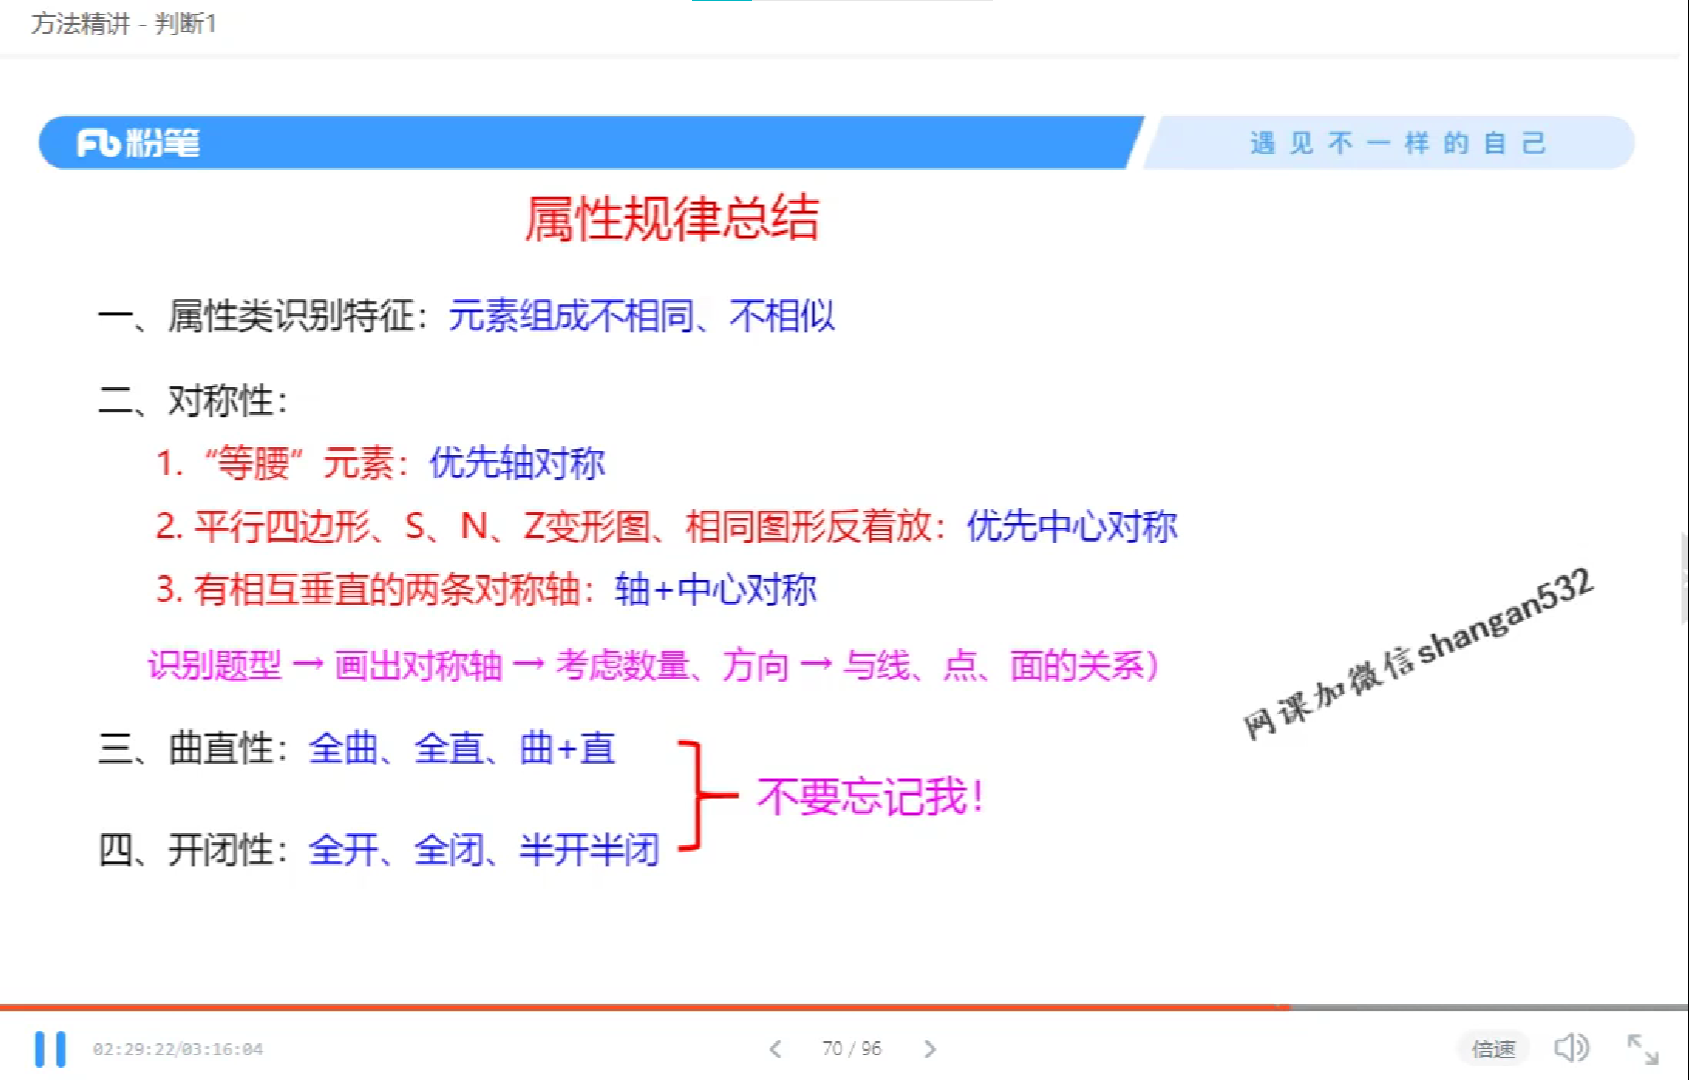 方法精讲 - 判断1
Fb 粉笔
遇见不一样的自己
属性规律总结
一、属性类识别特征：元素组成不相同、不相似
二、对称性：
1. “等腰”元素：优先轴对称
2. 平行四边形、S、N、Z变形图、相同图形反着放：优先中心对称
3. 有相互垂直的两条对称轴：轴+中心对称
识别题型 → 画出对称轴 → 考虑数量、方向 → 与线、点、面的关系）
网课加微信shangan532
三、曲直性：全曲、全直、曲+直
不要忘记我！
四、开闭性：全开、全闭、半开半闭
02:29:22/03:16:04
70 / 96
倍速